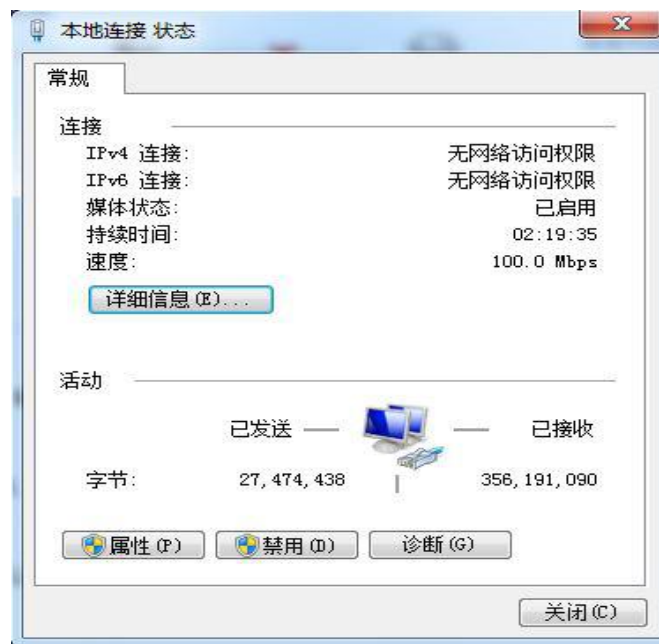 本地连接 状态
常规
连接
IPv4 连接: 无网络访问权限
IPv6 连接: 无网络访问权限
媒体状态: 已启用
持续时间: 02:19:35
速度: 100.0 Mbps
详细信息(E)...
活动
已发送 — — 已接收
字节: 27,474,438 | 356,191,090
属性(P) 禁用(D) 诊断(G)
关闭(C)